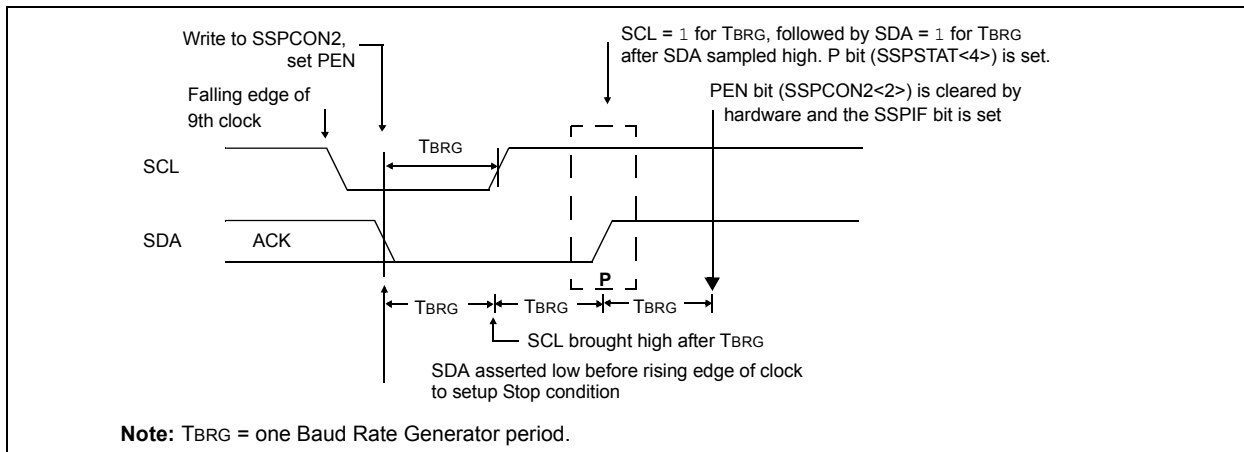 Write to SSPCON2,
set PEN
SCL = 1 for TBRG, followed by SDA = 1 for TBRG
after SDA sampled high. P bit (SSPSTAT<4>) is set.
Falling edge of
9th clock
PEN bit (SSPCON2<2>) is cleared by
hardware and the SSPIF bit is set
TBRG
SCL
SDA
ACK
P
TBRG
TBRG
TBRG
SCL brought high after TBRG
SDA asserted low before rising edge of clock
to setup Stop condition
Note: TBRG = one Baud Rate Generator period.